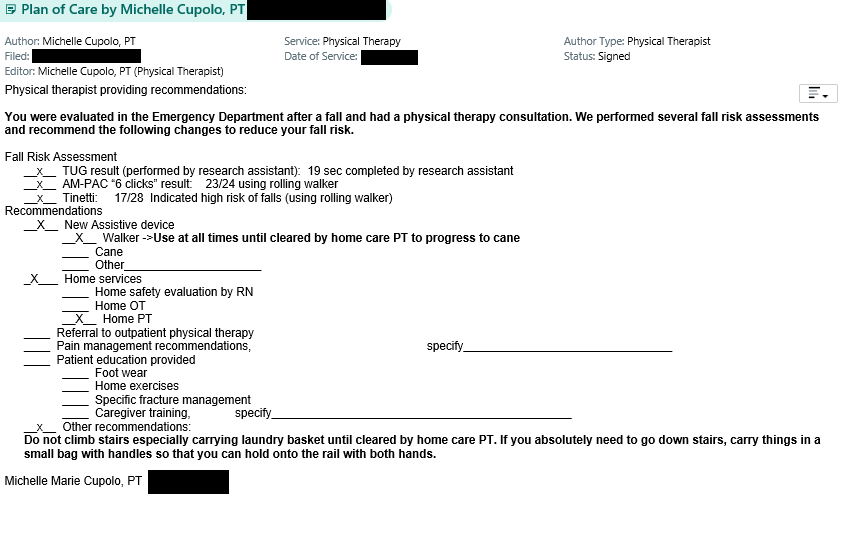 Plan of Care by Michelle Cupolo, PT
Author: Michelle Cupolo, PT Service: Physical Therapy Author Type: Physical Therapist
Filed: Date of Service: Status: Signed
Editor: Michelle Cupolo, PT (Physical Therapist)
Physical therapist providing recommendations:
You were evaluated in the Emergency Department after a fall and had a physical therapy consultation. We performed several fall risk assessments
and recommend the following changes to reduce your fall risk.
Fall Risk Assessment
__x__ TUG result (performed by research assistant): 19 sec completed by research assistant
__x__ AM-PAC “6 clicks” result: 23/24 using rolling walker
__x__ Tinetti: 17/28 Indicated high risk of falls (using rolling walker)
Recommendations
__X__ New Assistive device
__X__ Walker ->Use at all times until cleared by home care PT to progress to cane
____ Cane
____ Other_____________________
_X___ Home services
____ Home safety evaluation by RN
____ Home OT
__X__ Home PT
____ Referral to outpatient physical therapy
____ Pain management recommendations, specify________________________________
____ Patient education provided
____ Foot wear
____ Home exercises
____ Specific fracture management
____ Caregiver training, specify______________________________________________
__x__ Other recommendations:
Do not climb stairs especially carrying laundry basket until cleared by home care PT. If you absolutely need to go down stairs, carry things in a
small bag with handles so that you can hold onto the rail with both hands.
Michelle Marie Cupolo, PT